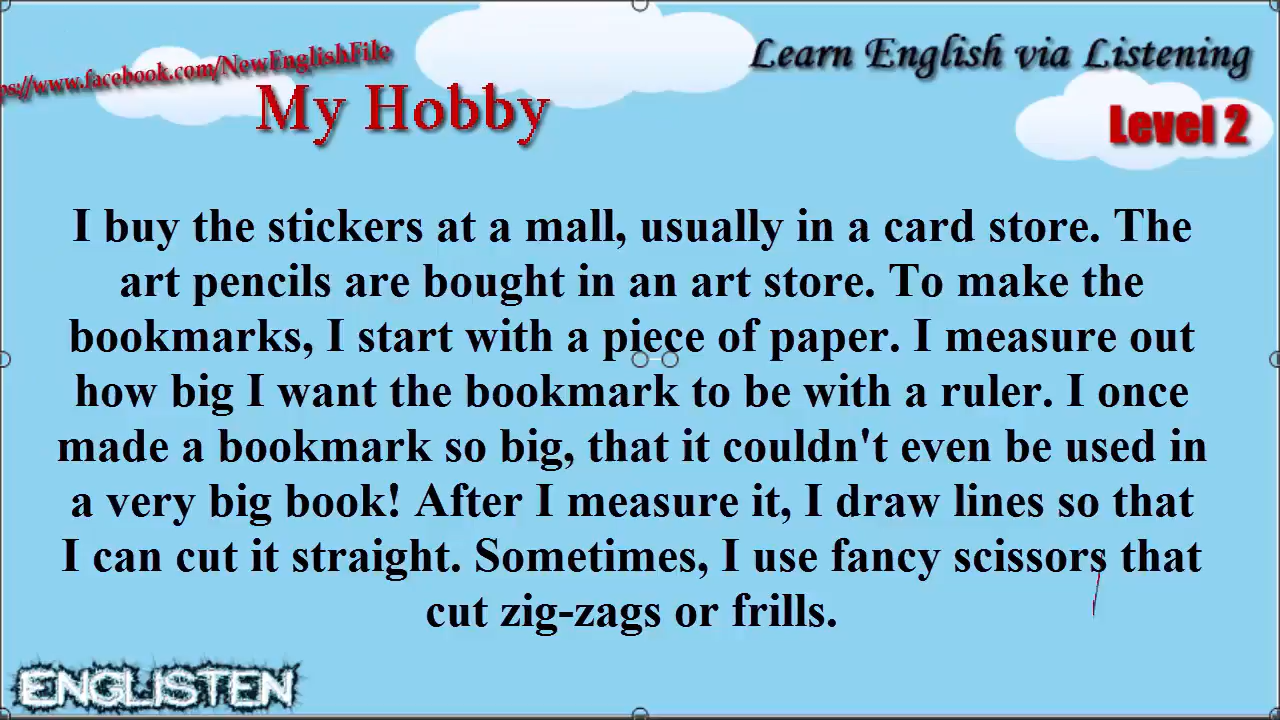 Learn English via Listening
ps://www.facebook.com/NewEnglishFile
My Hobby
Level 2
I buy the stickers at a mall, usually in a card store. The
art pencils are bought in an art store. To make the
bookmarks, I start with a piece of paper. I measure out
how big I want the bookmark to be with a ruler. I once
made a bookmark so big, that it couldn't even be used in
a very big book! After I measure it, I draw lines so that
I can cut it straight. Sometimes, I use fancy scissors that
cut zig-zags or frills.
ENGLISTEN